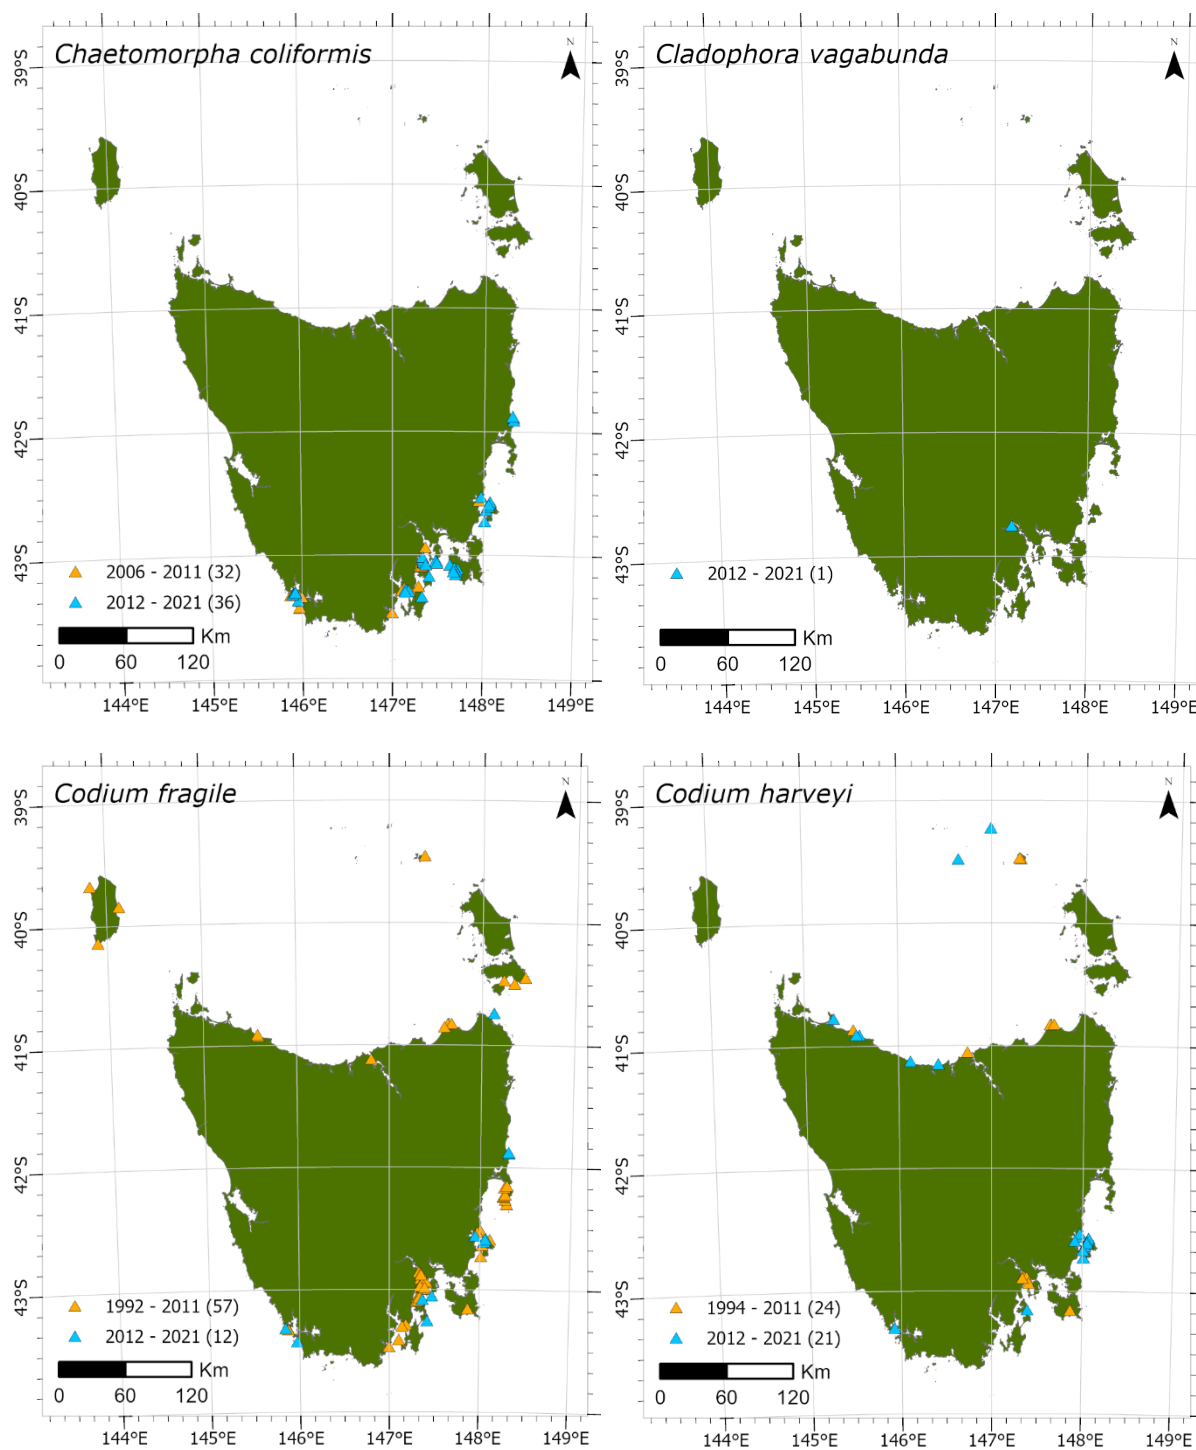 Chaetomorpha coliformis
N
39°S
40°S
41°S
42°S
43°S
2006 - 2011 (32)
2012 - 2021 (36)
Km
0 60 120
144°E 145°E 146°E 147°E 148°E 149°E
Cladophora vagabunda
N
39°S
40°S
41°S
42°S
43°S
2012 - 2021 (1)
Km
0 60 120
144°E 145°E 146°E 147°E 148°E 149°E
Codium fragile
N
39°S
40°S
41°S
42°S
43°S
1992 - 2011 (57)
2012 - 2021 (12)
Km
0 60 120
144°E 145°E 146°E 147°E 148°E 149°E
Codium harveyi
N
39°S
40°S
41°S
42°S
43°S
1994 - 2011 (24)
2012 - 2021 (21)
Km
0 60 120
144°E 145°E 146°E 147°E 148°E 149°E